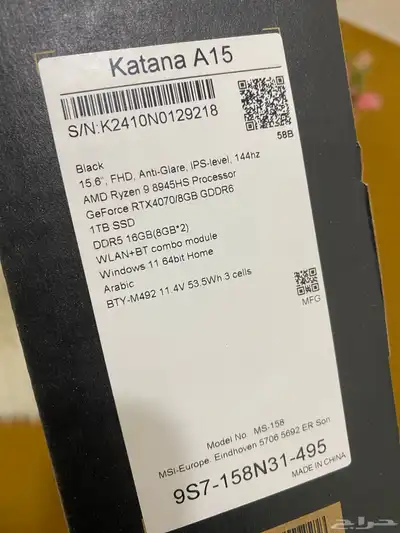 Katana A15
S/N:K2410N0129218
58B
Black
15.6", FHD, Anti-Glare, IPS-level, 144hz
AMD Ryzen 9 8945HS Processor
GeForce RTX4070/8GB GDDR6
1TB SSD
DDR5 16GB(8GB*2)
WLAN+BT combo module
Windows 11 64bit Home
Arabic
BTY-M492 11.4V 53.5Wh 3 cells
MFG
Model No. MS-158
MSI-Europe. Eindhoven 5706 5692 ER Son
9S7-158N31-495
MADE IN CHINA
حراج